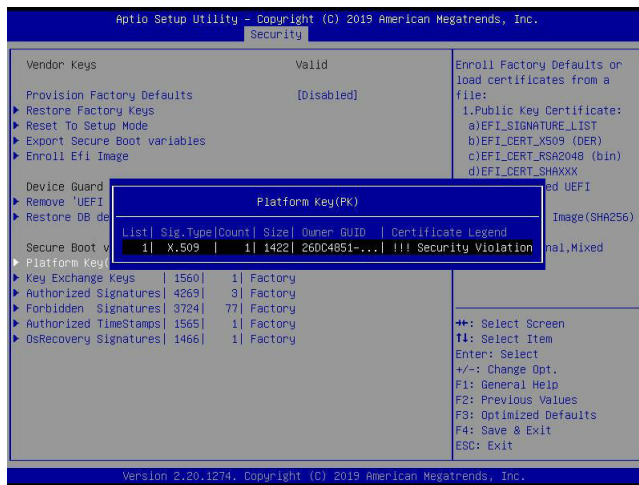 Aptio Setup Utility – Copyright (C) 2019 American Megatrends, Inc.
Security
Vendor Keys Valid
Provision Factory Defaults [Disabled]
Restore Factory Keys
Reset To Setup Mode
Export Secure Boot variables
Enroll Efi Image
Device Guard
Remove 'UEFI
Restore DB de
Secure Boot v
Platform Key(
Key Exchange Keys | 1560| 1| Factory
Authorized Signatures| 4269| 3| Factory
Forbidden Signatures| 3724| 77| Factory
Authorized TimeStamps| 1565| 1| Factory
OsRecovery Signatures| 1466| 1| Factory
Platform Key(PK)
List| Sig.Type|Count| Size| Owner GUID | Certificate Legend
1| X.509 | 1| 1422| 26DC4851-...| !!! Security Violation
Enroll Factory Defaults or
load certificates from a
file:
1.Public Key Certificate:
a)EFI_SIGNATURE_LIST
b)EFI_CERT_X509 (DER)
c)EFI_CERT_RSA2048 (bin)
d)EFI_CERT_SHAXXX
ed UEFI
Image(SHA256)
nal,Mixed
→←: Select Screen
↑↓: Select Item
Enter: Select
+/-: Change Opt.
F1: General Help
F2: Previous Values
F3: Optimized Defaults
F4: Save & Exit
ESC: Exit
Version 2.20.1274. Copyright (C) 2019 American Megatrends, Inc.